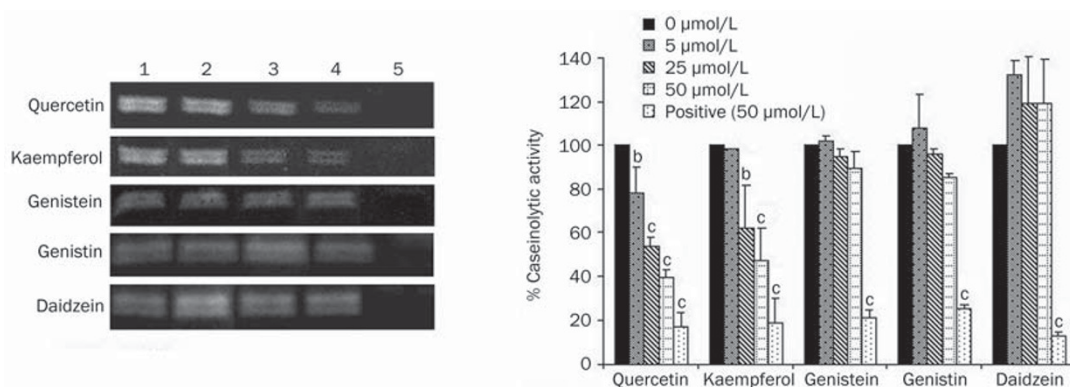 1 2 3 4 5
Quercetin
Kaempferol
Genistein
Genistin
Daidzein
0 µmol/L
5 µmol/L
25 µmol/L
50 µmol/L
Positive (50 µmol/L)
% Caseinolytic activity
140
120
100
80
60
40
20
0
b
c
c
c
b
c
c
c
c
c
Quercetin Kaempferol Genistein Genistin Daidzein